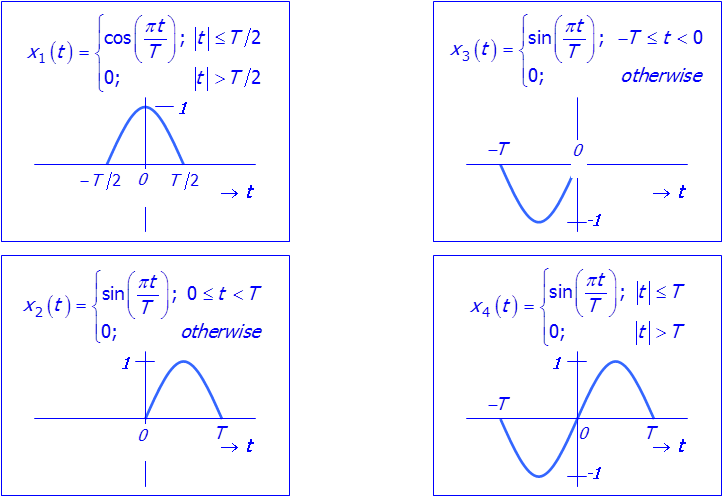 x₁(t) = { cos(πt/T) ; |t| ≤ T/2
0; |t| > T/2
1
−T/2 0 T/2
→ t
x₃(t) = { sin(πt/T) ; −T ≤ t < 0
0; otherwise
−T 0
→ t
-1
x₂(t) = { sin(πt/T) ; 0 ≤ t < T
0; otherwise
1
0 T
→ t
x₄(t) = { sin(πt/T) ; |t| ≤ T
0; |t| > T
1
−T
0 T
→ t
-1